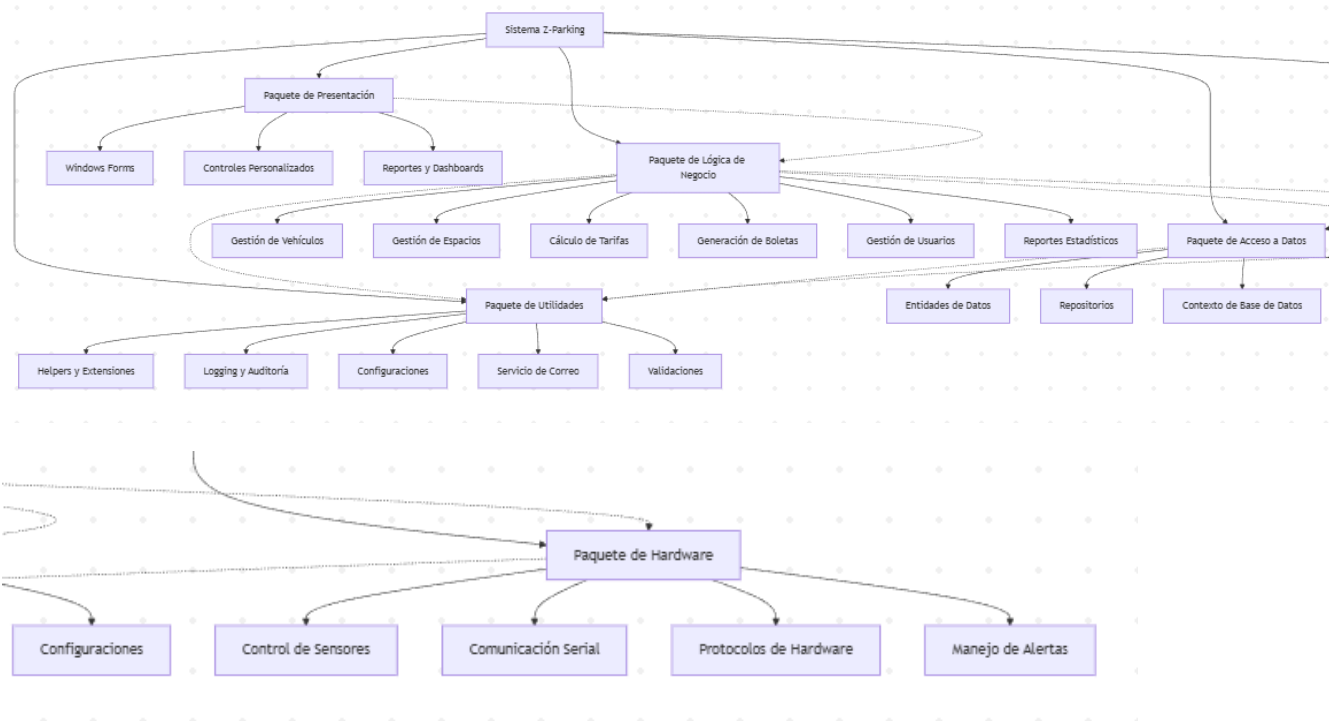 Sistema Z-Parking
Paquete de Presentación
Windows Forms
Controles Personalizados
Reportes y Dashboards
Paquete de Lógica de
Negocio
Gestión de Vehículos
Gestión de Espacios
Cálculo de Tarifas
Generación de Boletas
Gestión de Usuarios
Reportes Estadísticos
Paquete de Acceso a Datos
Paquete de Utilidades
Entidades de Datos
Repositorios
Contexto de Base de Datos
Helpers y Extensiones
Logging y Auditoría
Configuraciones
Servicio de Correo
Validaciones
Paquete de Hardware
Configuraciones
Control de Sensores
Comunicación Serial
Protocolos de Hardware
Manejo de Alertas